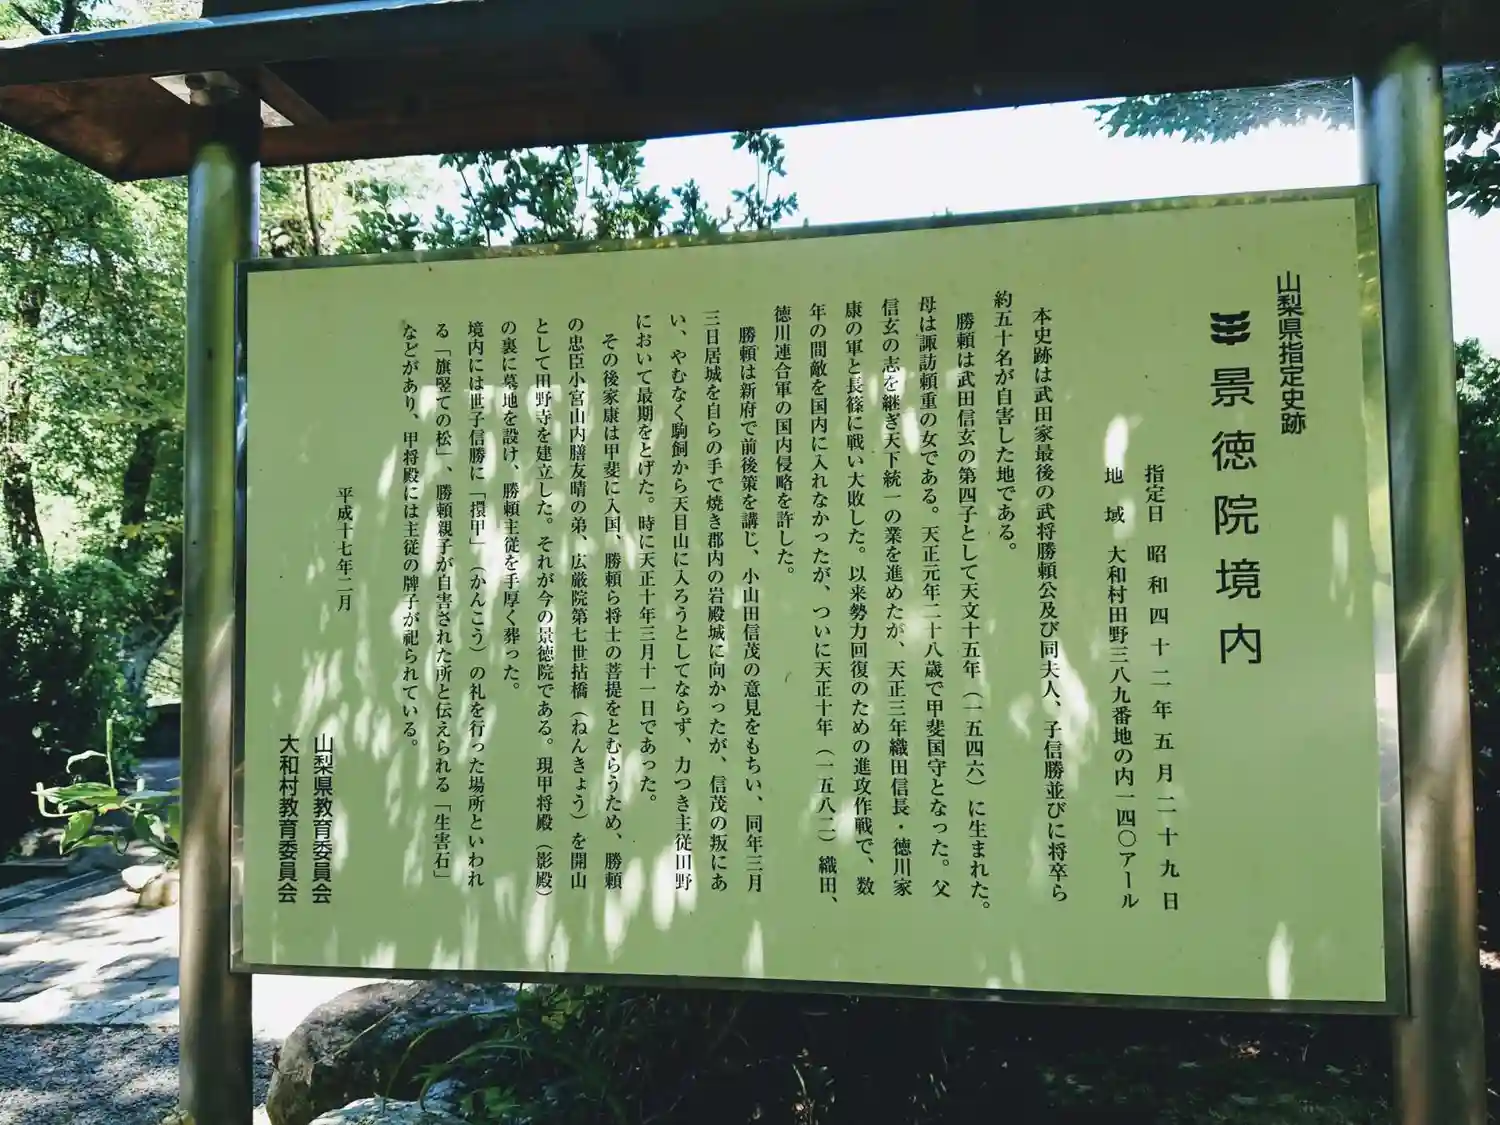 山梨県指定史跡
景徳院境内
指定日 昭和四十二年五月二十九日
地域 大和村田野三八九番地の内一四〇アール
本史跡は武田家最後の武将勝頼公及び同夫人、子信勝並びに将卒ら
約五十名が自害した地である。
勝頼は武田信玄の第四子として天文十五年（一五四六）に生まれた。
母は諏訪頼重の女である。天正元年二十八歳で甲斐国守となった。父
信玄の志を継ぎ天下統一の業を進めたが、天正三年織田信長・徳川家
康の軍と長篠に戦い大敗した。以来勢力回復のための進攻作戦で、数
年の間敵を国内に入れなかったが、ついに天正十年（一五八二）織田、
徳川連合軍の国内侵略を許した。
勝頼は新府で前後策を講じ、小山田信茂の意見をもちい、同年三月
三日居城を自らの手で焼き郡内の岩殿城に向かったが、信茂の叛にあ
い、やむなく駒飼から天目山に入ろうとしてならず、力つき主従田野
において最期をとげた。時に天正十年三月十一日であった。
その後家康は甲斐に入国、勝頼ら将士の菩提をとむらうため、勝頼
の忠臣小宮山内膳友晴の弟、広厳院第七世拈橋（ねんきょう）を開山
として田野寺を建立した。それが今の景徳院である。現甲将殿（影殿）
の裏に墓地を設け、勝頼主従を手厚く葬った。
境内には世子信勝に「擐甲」（かんこう）の礼を行った場所といわれ
る「旗竪ての松」、勝頼親子が自害された所と伝えられる「生害石」
などがあり、甲将殿には主従の牌子が祀られている。
平成十七年二月
山梨県教育委員会
大和村教育委員会